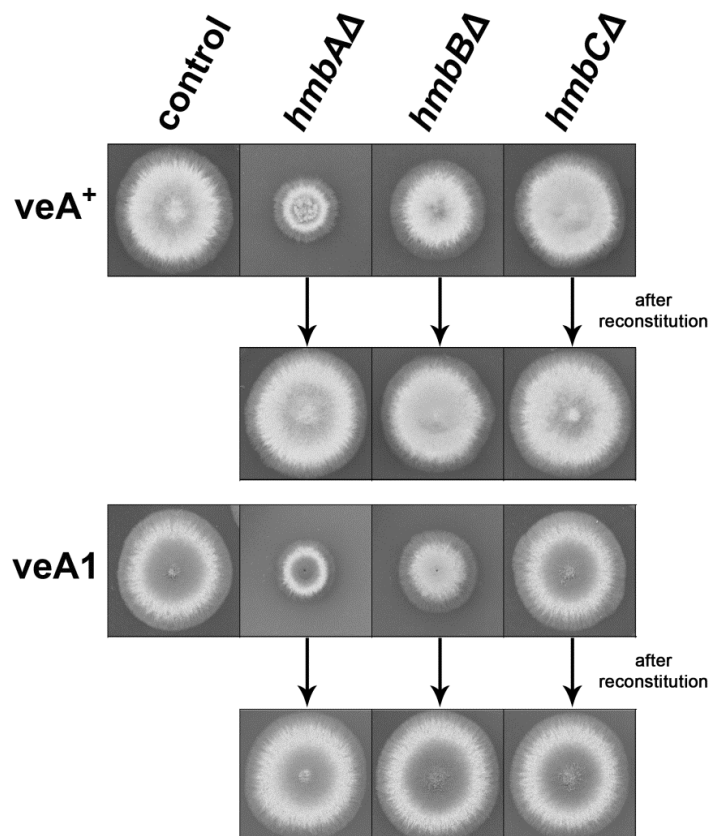 control
hmbAΔ
hmbBΔ
hmbCΔ
veA+
after
reconstitution
veA1
after
reconstitution